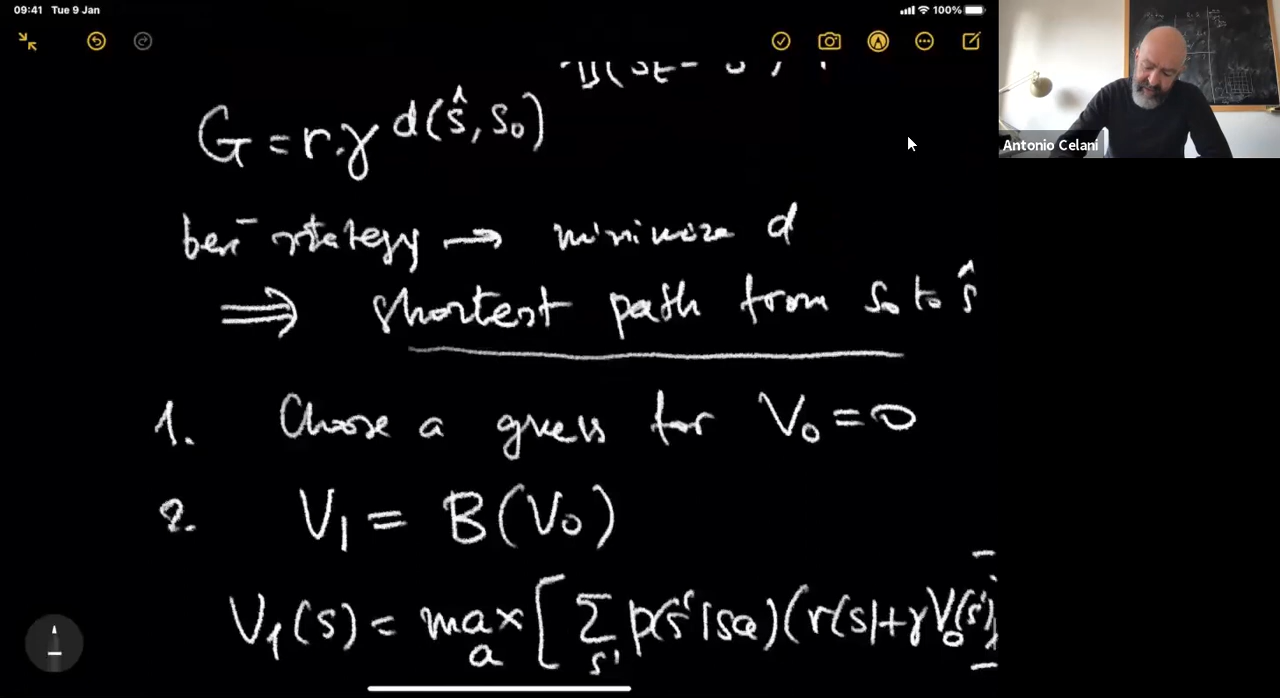 09:41 Tue 9 Jan
100%
Antonio Celani
G = r·γ^d(ŝ, s₀)
best strategy → minimize d
⇒ shortest path from s₀ to ŝ
1. Choose a guess for V₀ = 0
2. V₁ = B(V₀)
V₁(s) = max_a [ Σ_s' p(s'|sa)(r(s)+γV₀(s')